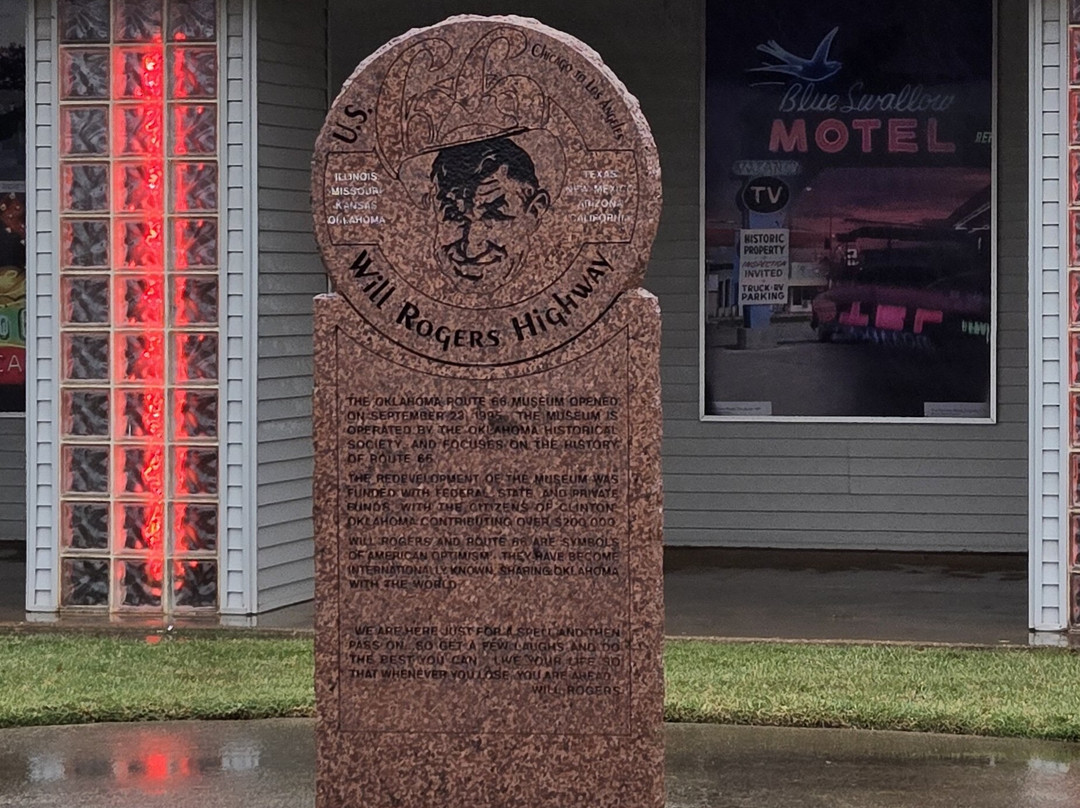 U.S.
66
Chicago to Los Angeles
ILLINOIS
MISSOURI
KANSAS
OKLAHOMA
TEXAS
NEW MEXICO
ARIZONA
CALIFORNIA
Will Rogers Highway
THE OKLAHOMA ROUTE 66 MUSEUM OPENED
ON SEPTEMBER 23, 1995. THE MUSEUM IS
OPERATED BY THE OKLAHOMA HISTORICAL
SOCIETY, AND FOCUSES ON THE HISTORY
OF ROUTE 66.
THE REDEVELOPMENT OF THE MUSEUM WAS
FUNDED WITH FEDERAL, STATE, AND PRIVATE
FUNDS, WITH THE CITIZENS OF CLINTON,
OKLAHOMA CONTRIBUTING OVER $200,000.
WILL ROGERS AND ROUTE 66 ARE SYMBOLS
OF AMERICAN OPTIMISM. THEY HAVE BECOME
INTERNATIONALLY KNOWN, SHARING OKLAHOMA
WITH THE WORLD.
"WE ARE HERE JUST FOR A SPELL AND THEN
PASS ON. SO GET A FEW LAUGHS AND DO
THE BEST YOU CAN. LIVE YOUR LIFE SO
THAT WHENEVER YOU LOSE, YOU ARE AHEAD."
WILL ROGERS
Blue Swallow
MOTEL
REF
VACANCY
TV
HISTORIC
PROPERTY
INSPECTION
INVITED
TRUCK-RV
PARKING